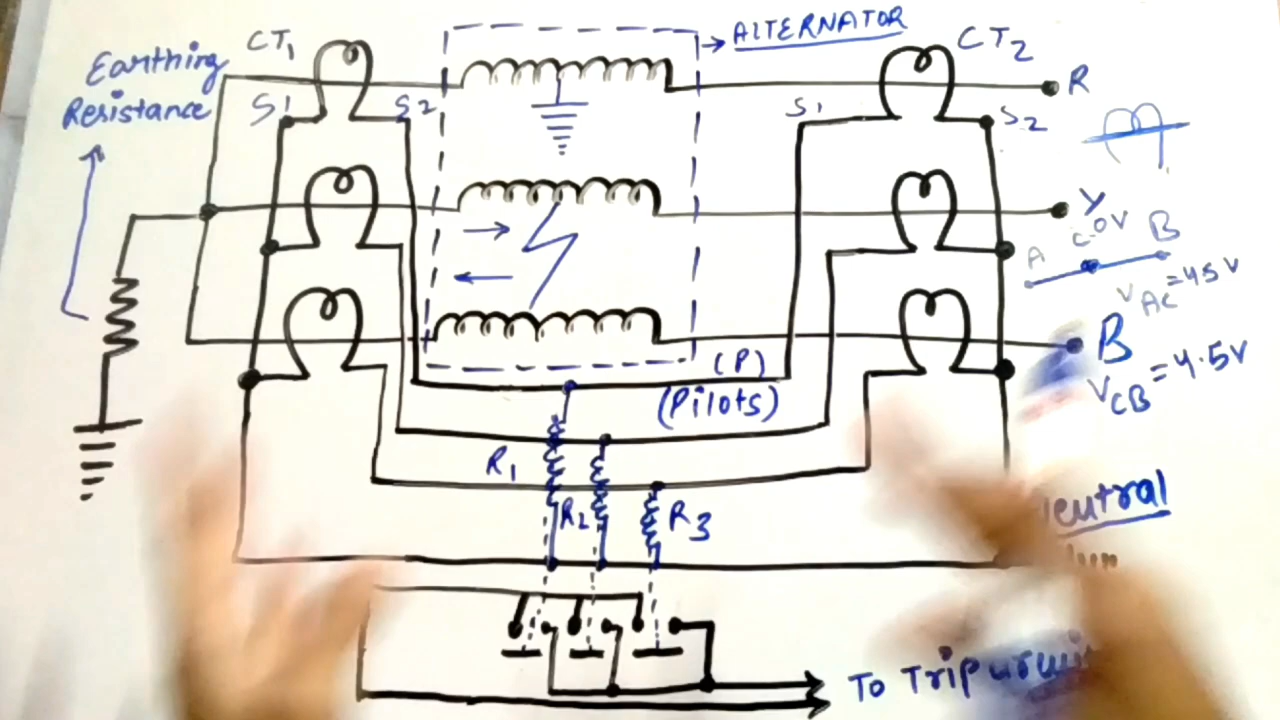 Earthing
Resistance
CT1
S1
S2
ALTERNATOR
CT2
S1
S2
R
Y
A
C
0V
B
VAC=4.5V
B
VCB=4.5V
(P)
(Pilots)
R1
R2
R3
To Trip